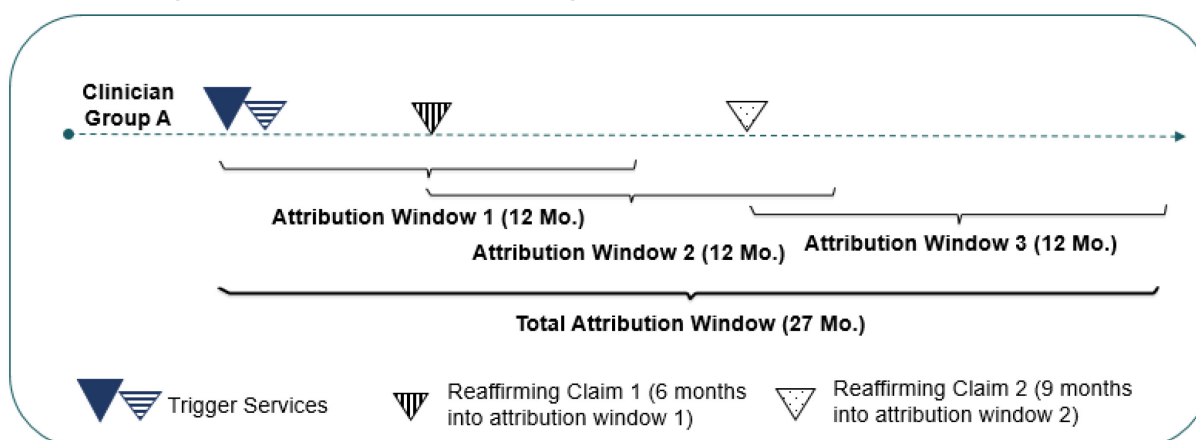 Clinician
Group A
Attribution Window 1 (12 Mo.)
Attribution Window 2 (12 Mo.)
Attribution Window 3 (12 Mo.)
Total Attribution Window (27 Mo.)
Trigger Services
Reaffirming Claim 1 (6 months
into attribution window 1)
Reaffirming Claim 2 (9 months
into attribution window 2)